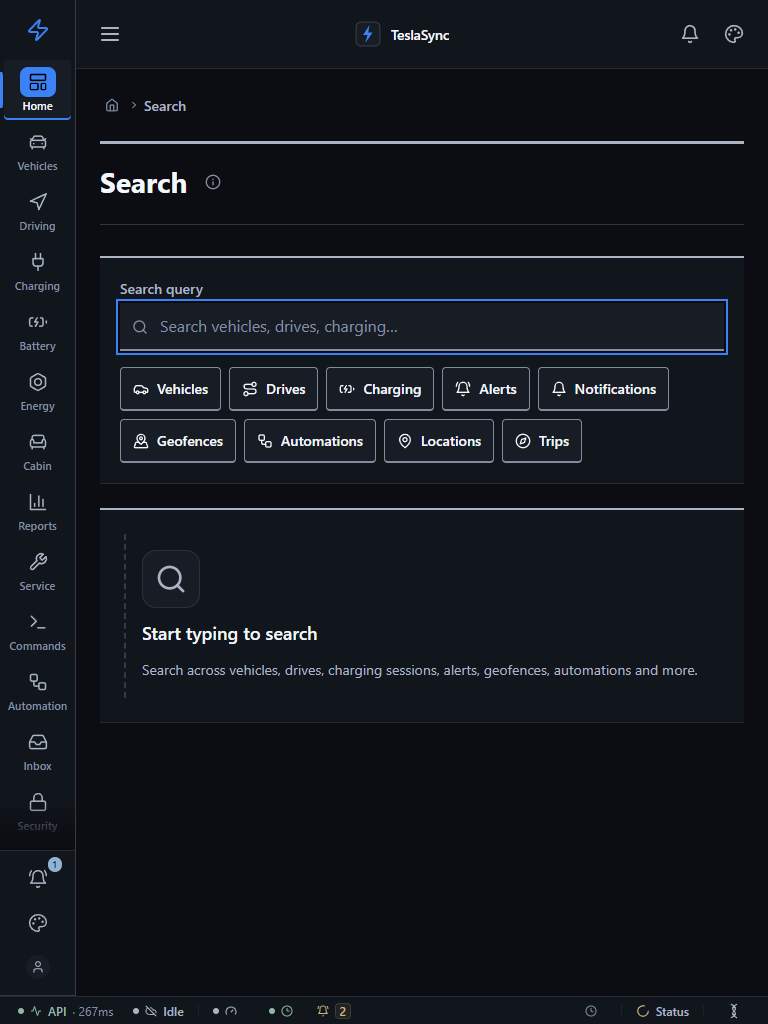 TeslaSync
Home
Vehicles
Driving
Charging
Battery
Energy
Cabin
Reports
Service
Commands
Automation
Inbox
Security
1
Search
Search
Search query
Search vehicles, drives, charging...
Vehicles Drives Charging Alerts Notifications
Geofences Automations Locations Trips
Start typing to search
Search across vehicles, drives, charging sessions, alerts, geofences, automations and more.
API · 267ms Idle 2 Status